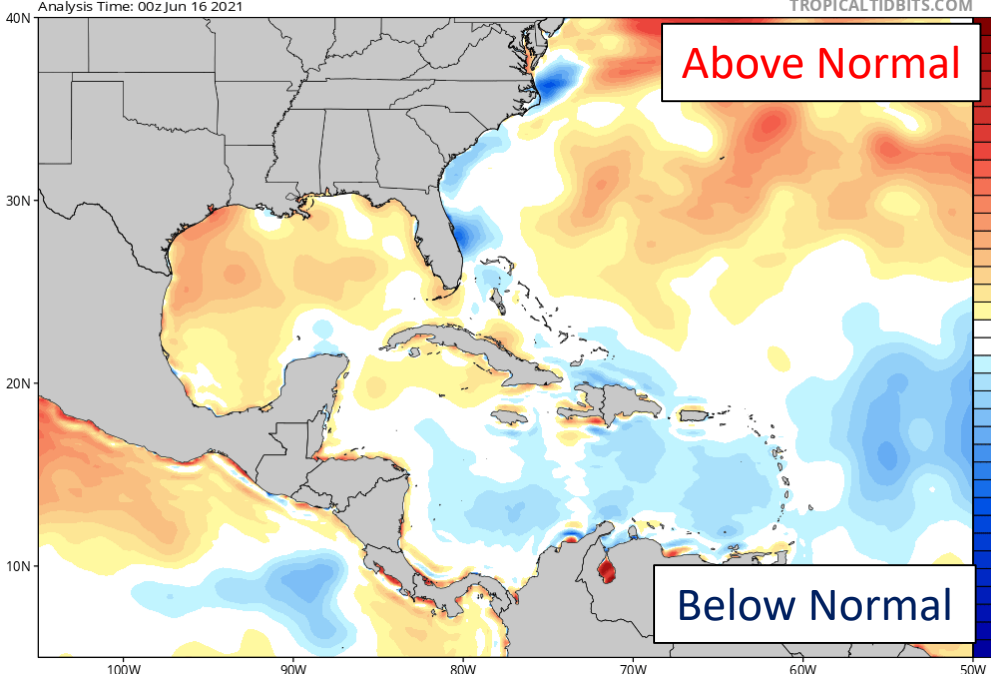 Analysis Time: 00z Jun 16 2021
TROPICALTIDBITS.COM
40N
Above Normal
30N
20N
10N
Below Normal
100W 90W 80W 70W 60W 50W